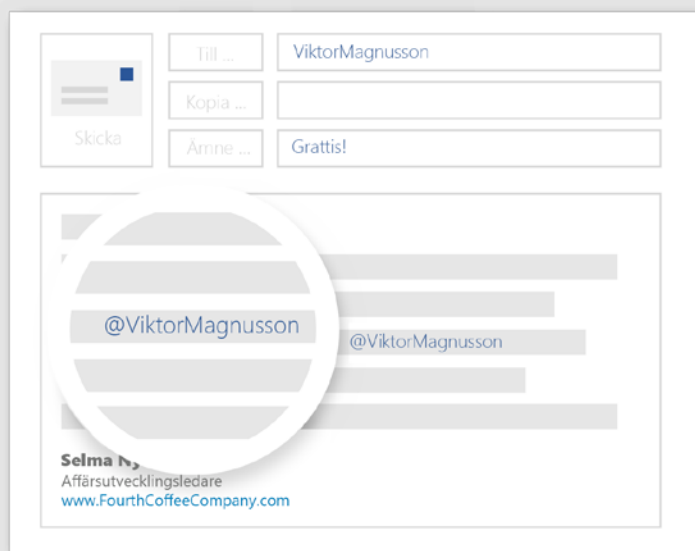 Till ...
ViktorMagnusson
Kopia ...
Skicka
Ämne ...
Grattis!
@ViktorMagnusson
@ViktorMagnusson
Selma
Affärsutvecklingsledare
www.FourthCoffeeCompany.com